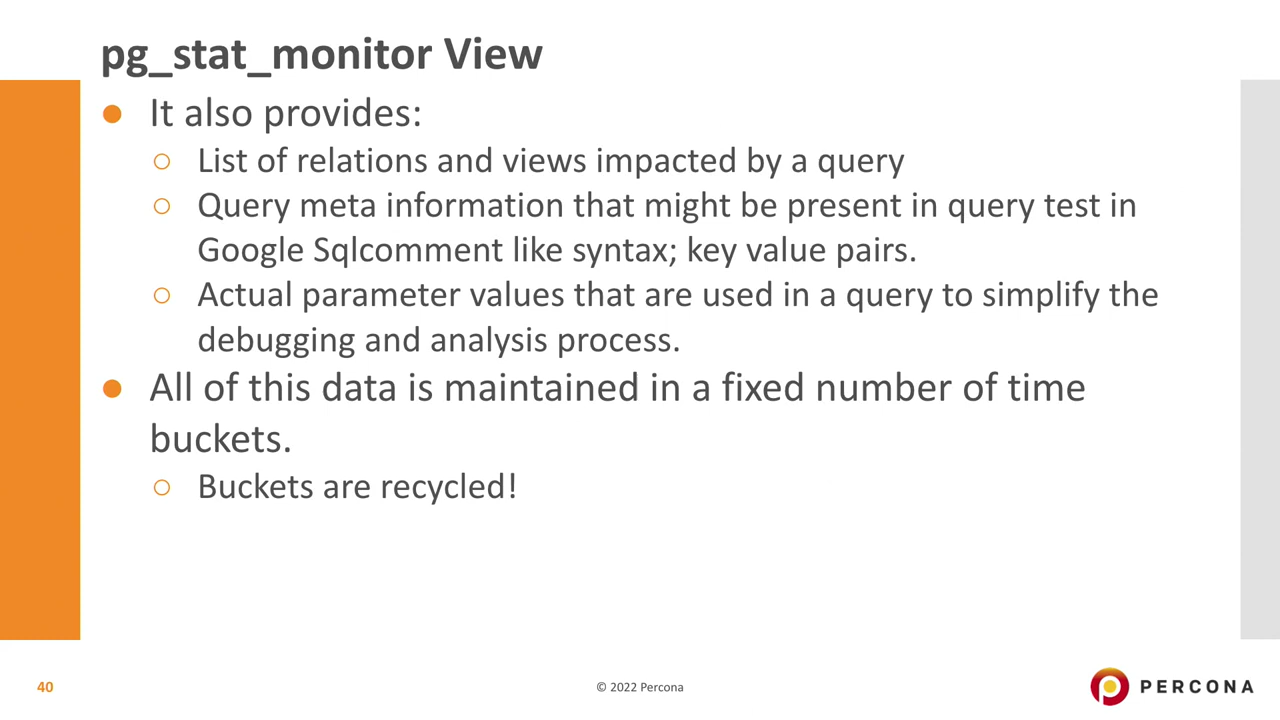 pg_stat_monitor View
● It also provides:
○ List of relations and views impacted by a query
○ Query meta information that might be present in query test in
Google Sqlcomment like syntax; key value pairs.
○ Actual parameter values that are used in a query to simplify the
debugging and analysis process.
● All of this data is maintained in a fixed number of time
buckets.
○ Buckets are recycled!
40
© 2022 Percona
PERCONA